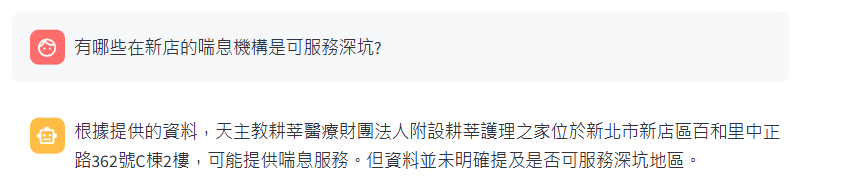 有哪些在新店的喘息機構是可服務深坑?
根據提供的資料，天主教耕莘醫療財團法人附設耕莘護理之家位於新北市新店區百和里中正
路362號C棟2樓，可能提供喘息服務。但資料並未明確提及是否可服務深坑地區。